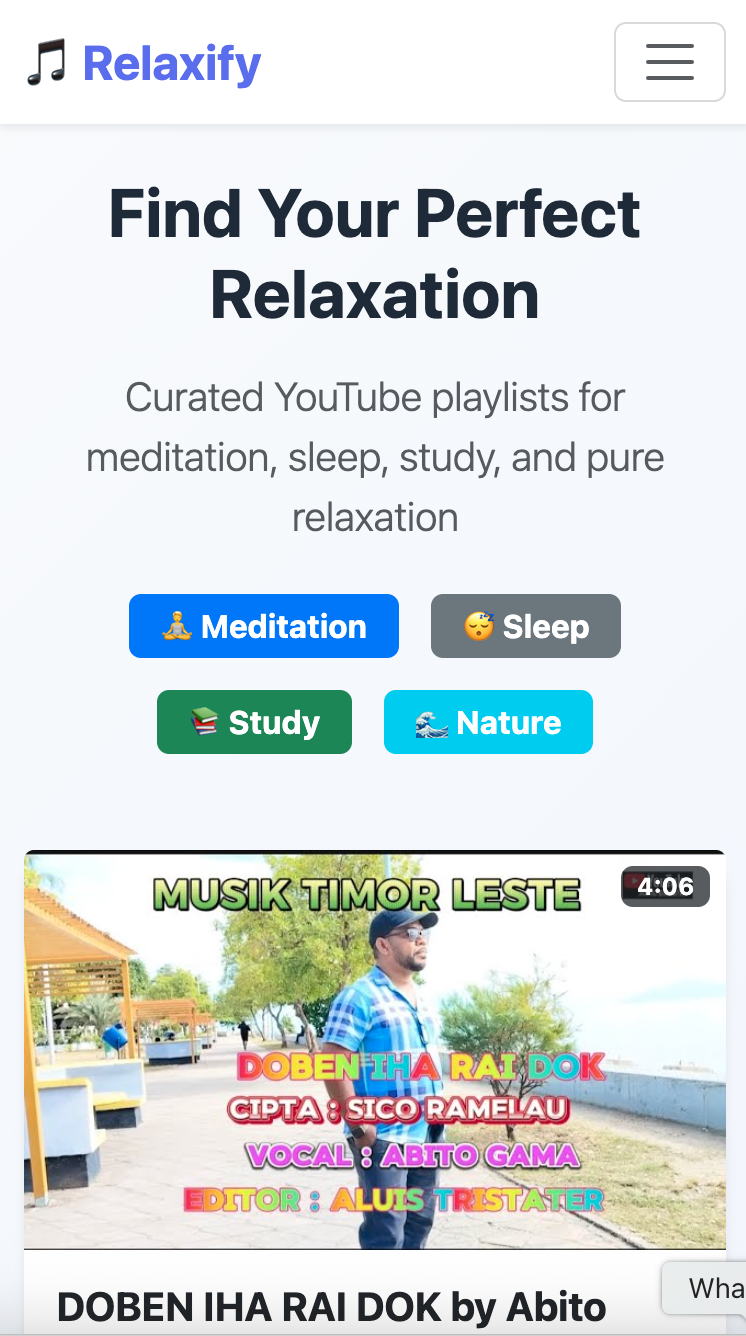 🎵 Relaxify
Find Your Perfect
Relaxation
Curated YouTube playlists for
meditation, sleep, study, and pure
relaxation
🧘 Meditation
😴 Sleep
📚 Study
🌊 Nature
MUSIK TIMOR LESTE
4:06
DOBEN IHA RAI DOK
CIPTA : SICO RAMELAU
VOCAL : ABITO GAMA
EDITOR : ALUIS TRISTATER
DOBEN IHA RAI DOK by Abito